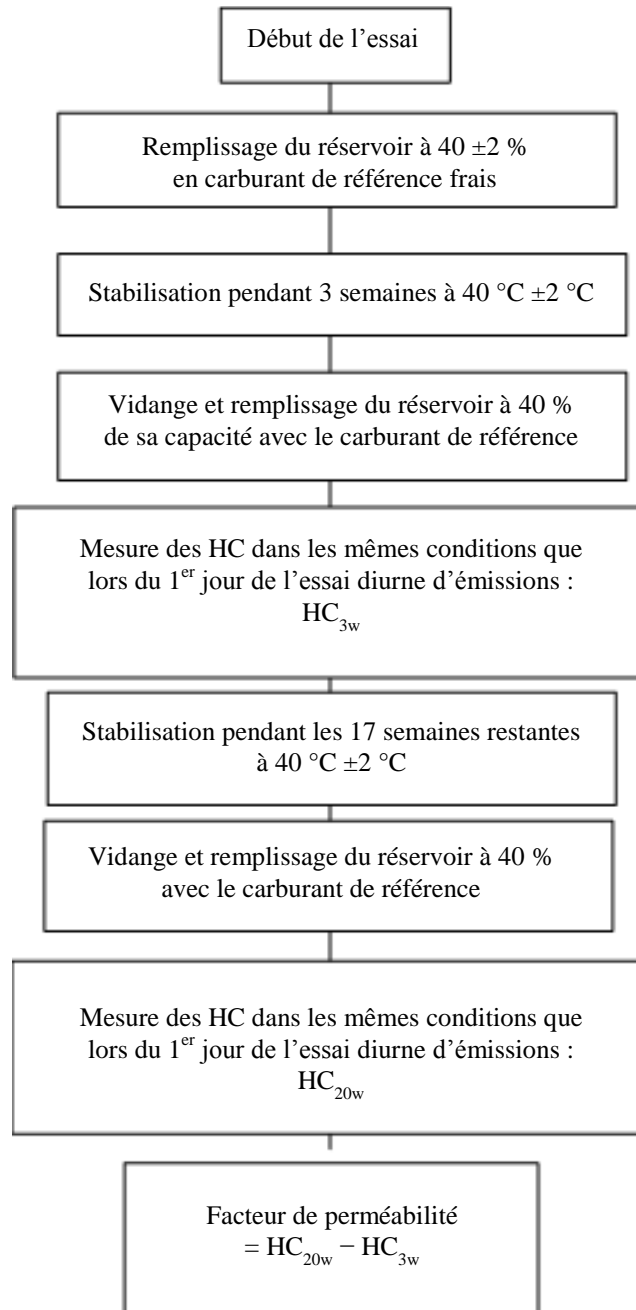 Début de l’essai
Remplissage du réservoir à 40 ±2 %
en carburant de référence frais
Stabilisation pendant 3 semaines à 40 °C ±2 °C
Vidange et remplissage du réservoir à 40 %
de sa capacité avec le carburant de référence
Mesure des HC dans les mêmes conditions que
lors du 1er jour de l’essai diurne d’émissions :
HC3w
Stabilisation pendant les 17 semaines restantes
à 40 °C ±2 °C
Vidange et remplissage du réservoir à 40 %
avec le carburant de référence
Mesure des HC dans les mêmes conditions que
lors du 1er jour de l’essai diurne d’émissions :
HC20w
Facteur de perméabilité
= HC20w − HC3w